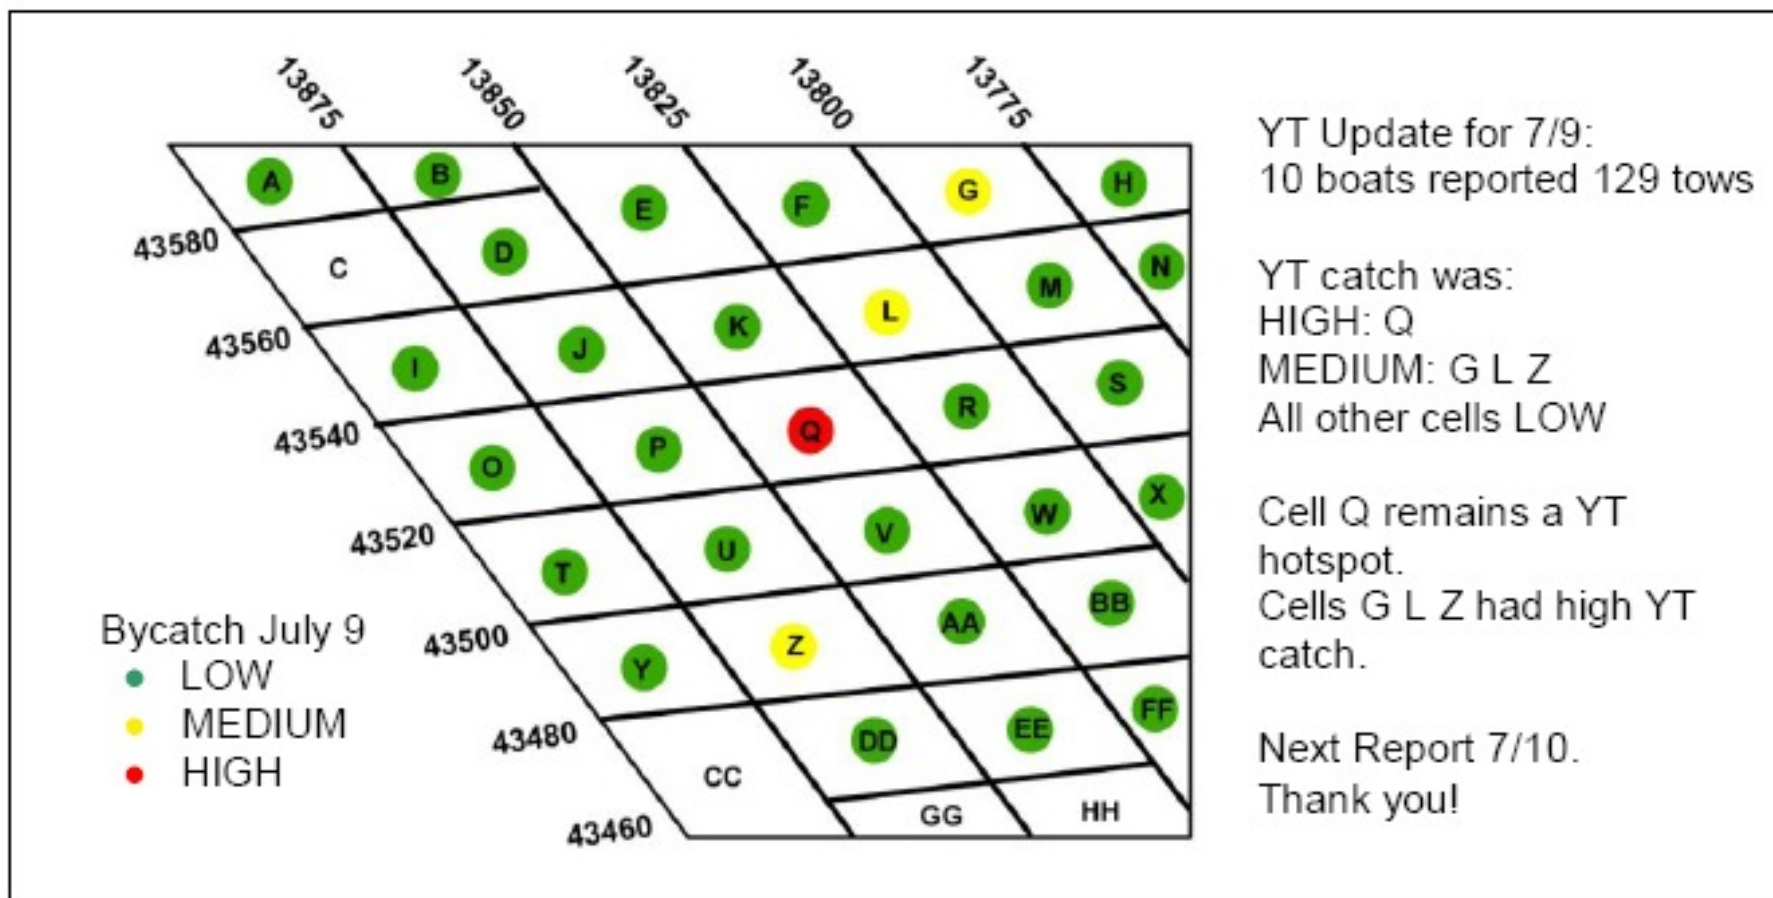 13875
13850
13825
13800
13775
A
B
E
F
G
H
43580
C
D
L
M
N
43560
I
J
K
R
S
43540
O
P
Q
W
X
43520
T
U
V
AA
BB
43500
Y
Z
DD
EE
FF
43480
CC
GG
HH
43460
Bycatch July 9
LOW
MEDIUM
HIGH
YT Update for 7/9:
10 boats reported 129 tows
YT catch was:
HIGH: Q
MEDIUM: G L Z
All other cells LOW
Cell Q remains a YT
hotspot.
Cells G L Z had high YT
catch.
Next Report 7/10.
Thank you!